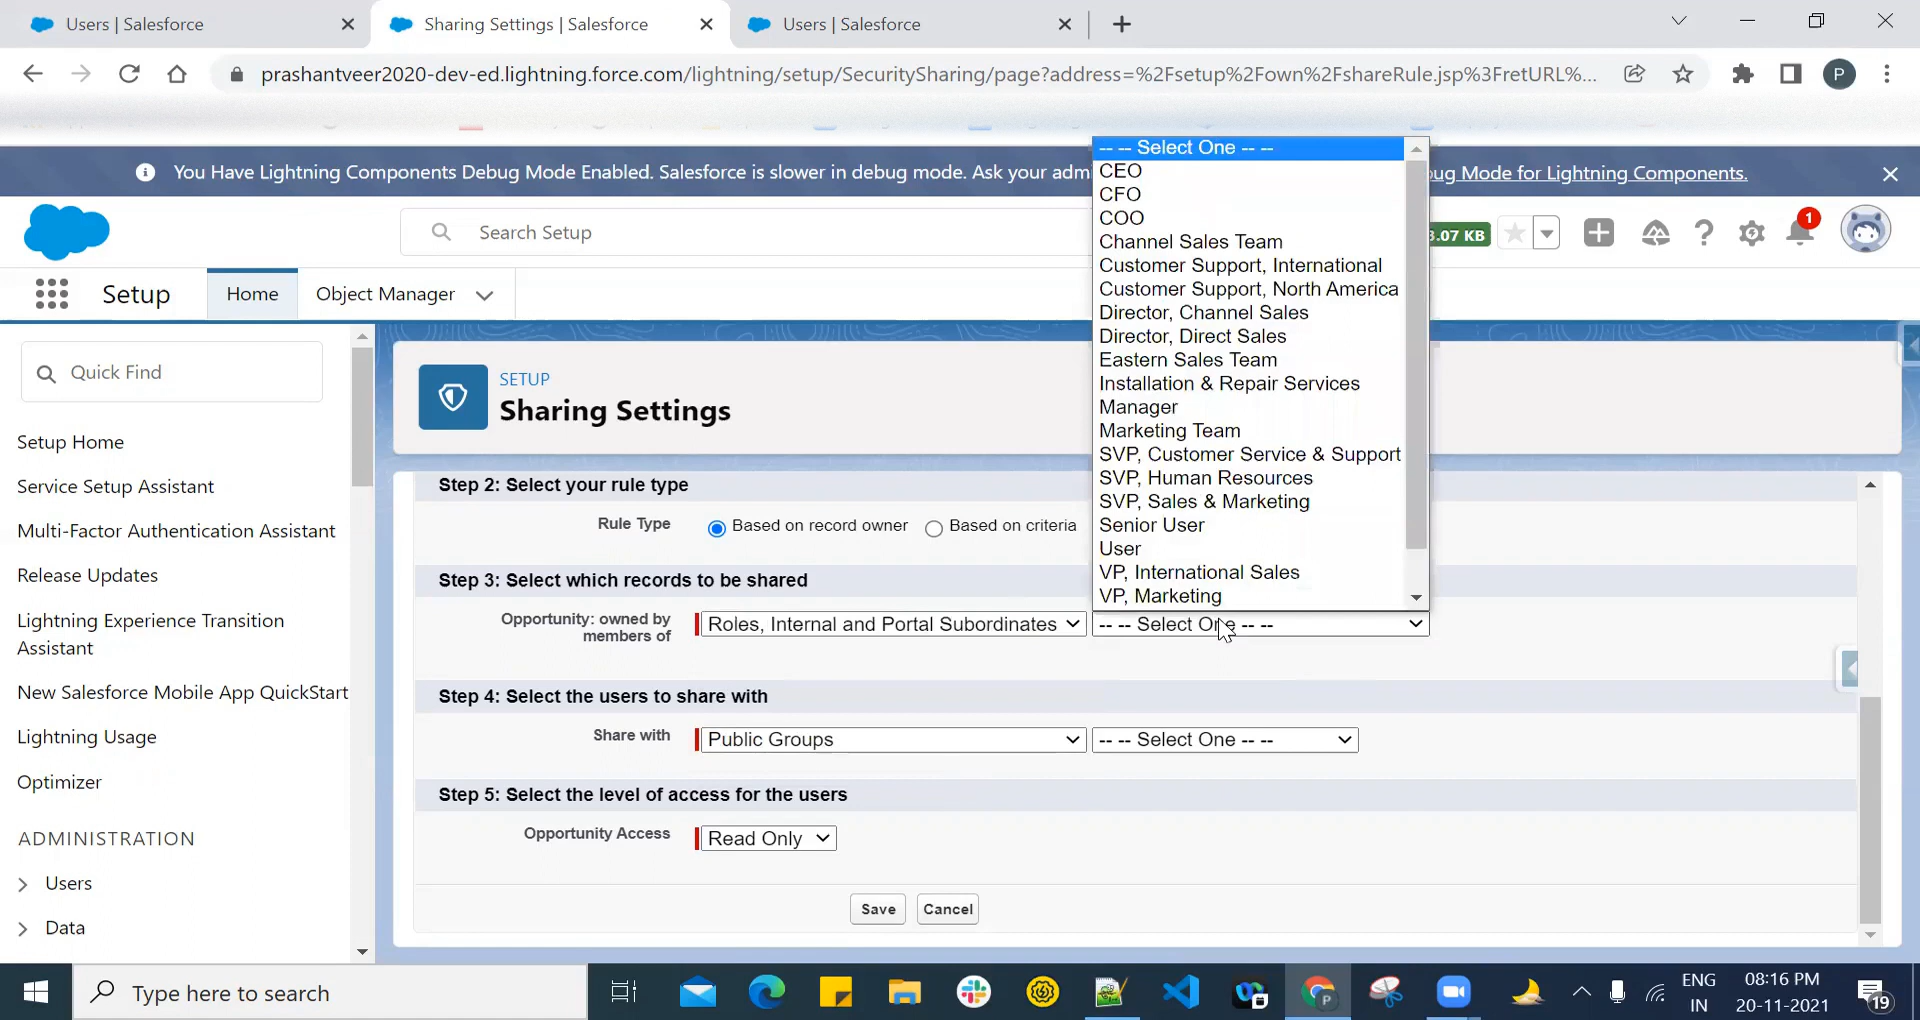 Users | Salesforce
Sharing Settings | Salesforce
Users | Salesforce
prashantveer2020-dev-ed.lightning.force.com/lightning/setup/SecuritySharing/page?address=%2Fsetup%2Fown%2FshareRule.jsp%3FretURL%...
P
You Have Lightning Components Debug Mode Enabled. Salesforce is slower in debug mode. Ask your adm
ug Mode for Lightning Components.
Search Setup
3.07 KB
1
Setup
Home
Object Manager
Quick Find
Setup Home
Service Setup Assistant
Multi-Factor Authentication Assistant
Release Updates
Lightning Experience Transition
Assistant
New Salesforce Mobile App QuickStart
Lightning Usage
Optimizer
ADMINISTRATION
Users
Data
SETUP
Sharing Settings
Step 2: Select your rule type
Rule Type
Based on record owner
Based on criteria
Step 3: Select which records to be shared
Opportunity: owned by
members of
Roles, Internal and Portal Subordinates
-- -- Select One -- --
-- -- Select One -- --
CEO
CFO
COO
Channel Sales Team
Customer Support, International
Customer Support, North America
Director, Channel Sales
Director, Direct Sales
Eastern Sales Team
Installation & Repair Services
Manager
Marketing Team
SVP, Customer Service & Support
SVP, Human Resources
SVP, Sales & Marketing
Senior User
User
VP, International Sales
VP, Marketing
Step 4: Select the users to share with
Share with
Public Groups
-- -- Select One -- --
Step 5: Select the level of access for the users
Opportunity Access
Read Only
Save
Cancel
Type here to search
P
ENG
IN
08:16 PM
20-11-2021
19